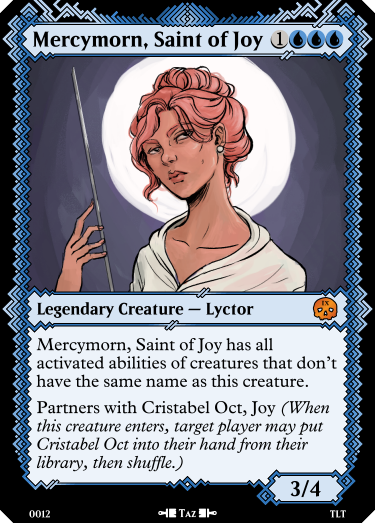 Mercymorn, Saint of Joy 1
IX
Legendary Creature — Lyctor
Mercymorn, Saint of Joy has all
activated abilities of creatures that don't
have the same name as this creature.
Partners with Cristabel Oct, Joy (When
this creature enters, target player may put
Cristabel Oct into their hand from their
library, then shuffle.)
3/4
0012 Taz TLT